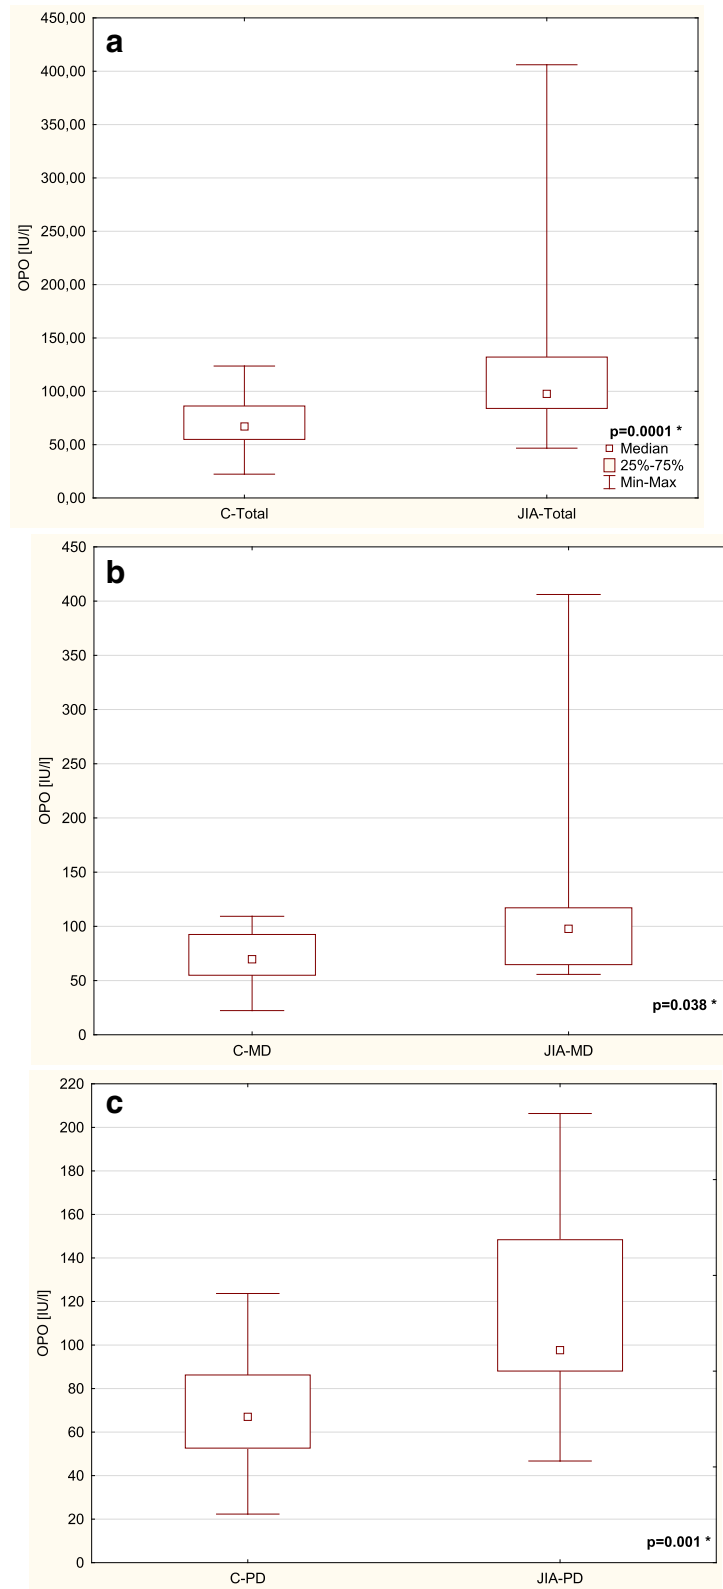 a
450,00
400,00
350,00
300,00
250,00
200,00
150,00
100,00
50,00
0,00
OPO [IU/l]
p=0.0001 *
Median
25%-75%
Min-Max
C-Total JIA-Total
b
450
400
350
300
250
200
150
100
50
0
OPO [IU/l]
p=0.038 *
C-MD JIA-MD
c
220
200
180
160
140
120
100
80
60
40
20
0
OPO [IU/l]
p=0.001 *
C-PD JIA-PD